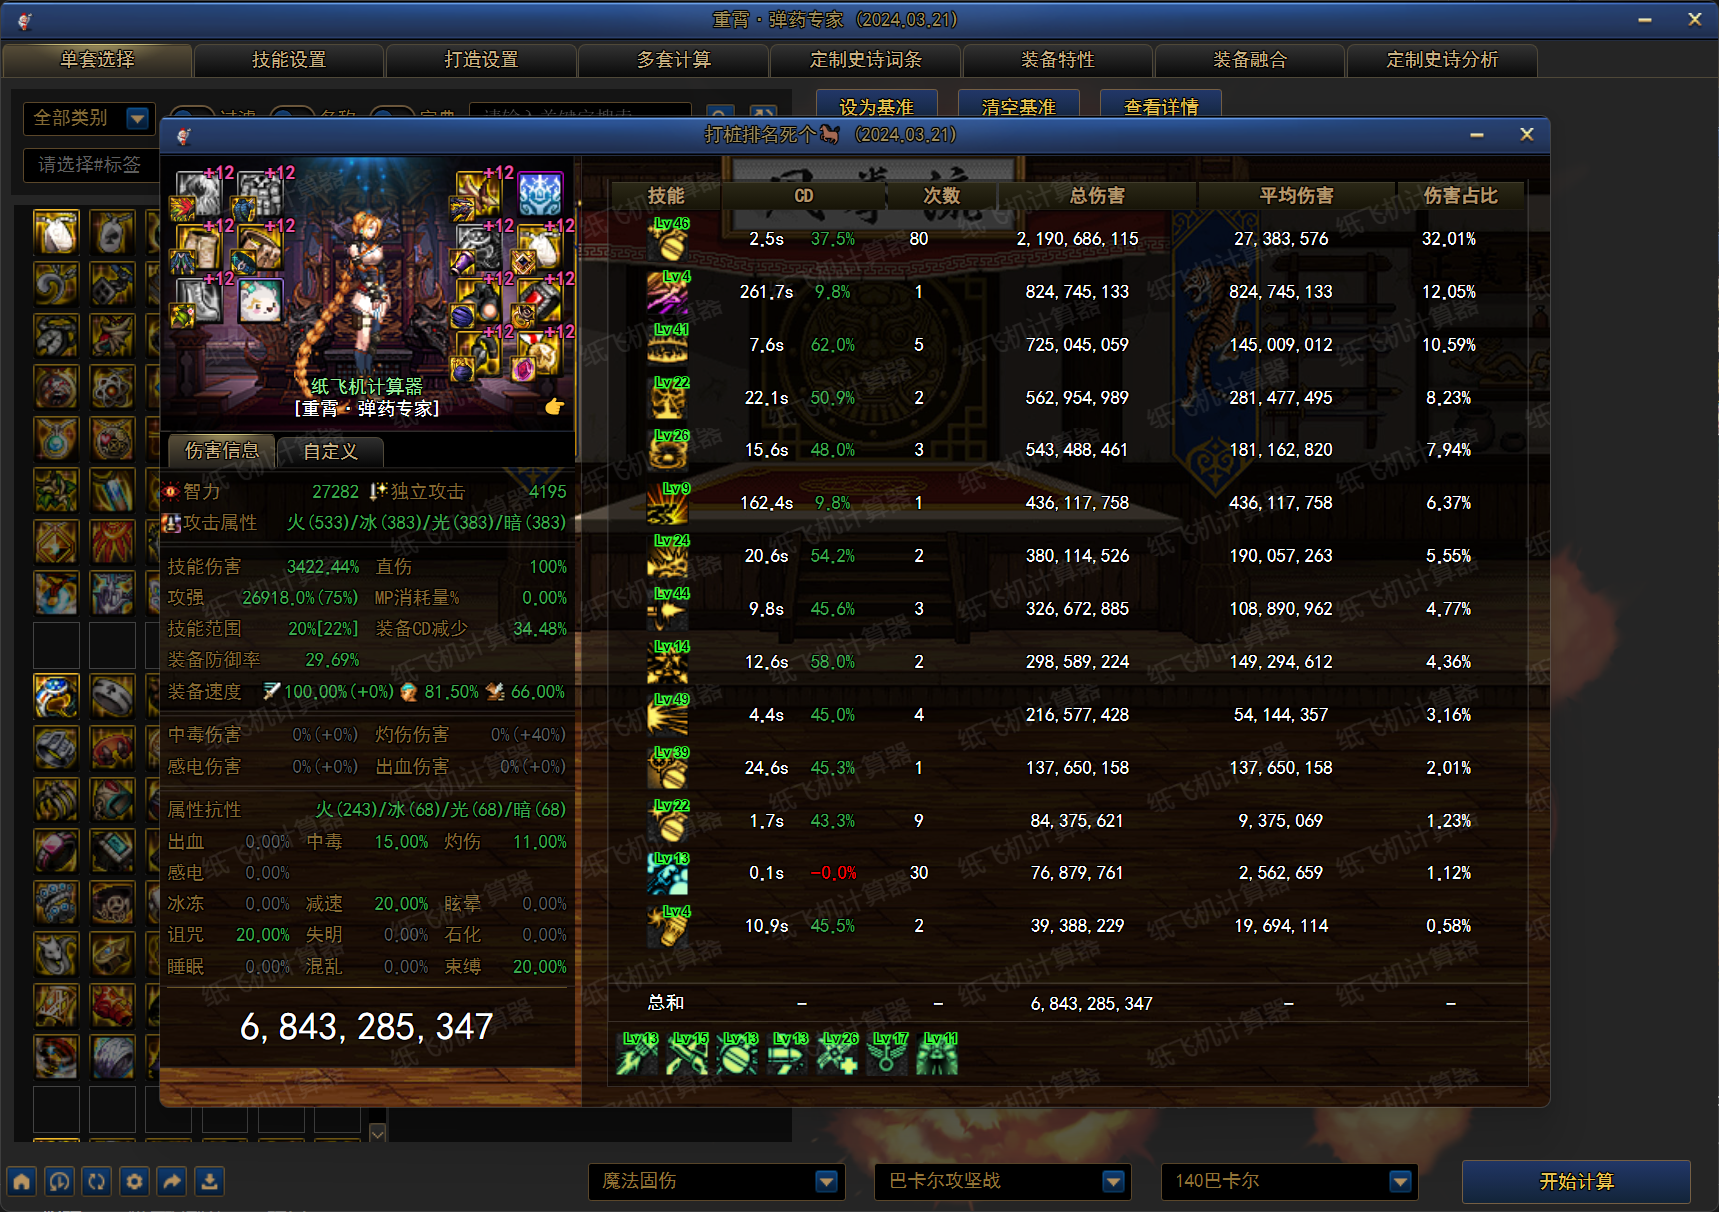 重霄·弹药专家 (2024.03.21)
单套选择 技能设置 打造设置 多套计算 定制史诗词条 装备特性 装备融合 定制史诗分析
全部类别 设为基准 清空基准 查看详情
请选择#标签
打桩排名死个🐎 (2024.03.21)
+12 +12 +12
+12 +12 +12 +12
+12 +12 +12
+12 +12
纸飞机计算器
[重霄·弹药专家]
伤害信息 自定义
智力 27282 独立攻击 4195
攻击属性 火(533)/冰(383)/光(383)/暗(383)
技能伤害 3422.44% 直伤 100%
攻强 26918.0%(75%) MP消耗量% 0.00%
技能范围 20%[22%] 装备CD减少 34.48%
装备防御率 29.69%
装备速度 100.00%(+0%) 81.50% 66.00%
中毒伤害 0%(+0%) 灼伤伤害 0%(+40%)
感电伤害 0%(+0%) 出血伤害 0%(+0%)
属性抗性 火(243)/冰(68)/光(68)/暗(68)
出血 0.00% 中毒 15.00% 灼伤 11.00%
感电 0.00%
冰冻 0.00% 减速 20.00% 眩晕 0.00%
诅咒 20.00% 失明 0.00% 石化 0.00%
睡眠 0.00% 混乱 0.00% 束缚 20.00%
6,843,285,347
技能 CD 次数 总伤害 平均伤害 伤害占比
Lv46 2.5s 37.5% 80 2,190,686,115 27,383,576 32.01%
Lv4 261.7s 9.8% 1 824,745,133 824,745,133 12.05%
Lv41 7.6s 62.0% 5 725,045,059 145,009,012 10.59%
Lv22 22.1s 50.9% 2 562,954,989 281,477,495 8.23%
Lv26 15.6s 48.0% 3 543,488,461 181,162,820 7.94%
Lv9 162.4s 9.8% 1 436,117,758 436,117,758 6.37%
Lv24 20.6s 54.2% 2 380,114,526 190,057,263 5.55%
Lv44 9.8s 45.6% 3 326,672,885 108,890,962 4.77%
Lv14 12.6s 58.0% 2 298,589,224 149,294,612 4.36%
Lv49 4.4s 45.0% 4 216,577,428 54,144,357 3.16%
Lv39 24.6s 45.3% 1 137,650,158 137,650,158 2.01%
Lv22 1.7s 43.3% 9 84,375,621 9,375,069 1.23%
Lv13 0.1s -0.0% 30 76,879,761 2,562,659 1.12%
Lv4 10.9s 45.5% 2 39,388,229 19,694,114 0.58%
总和 - - 6,843,285,347 - -
Lv13 Lv15 Lv13 Lv13 Lv26 Lv17 Lv11
魔法固伤 巴卡尔攻坚战 140巴卡尔 开始计算